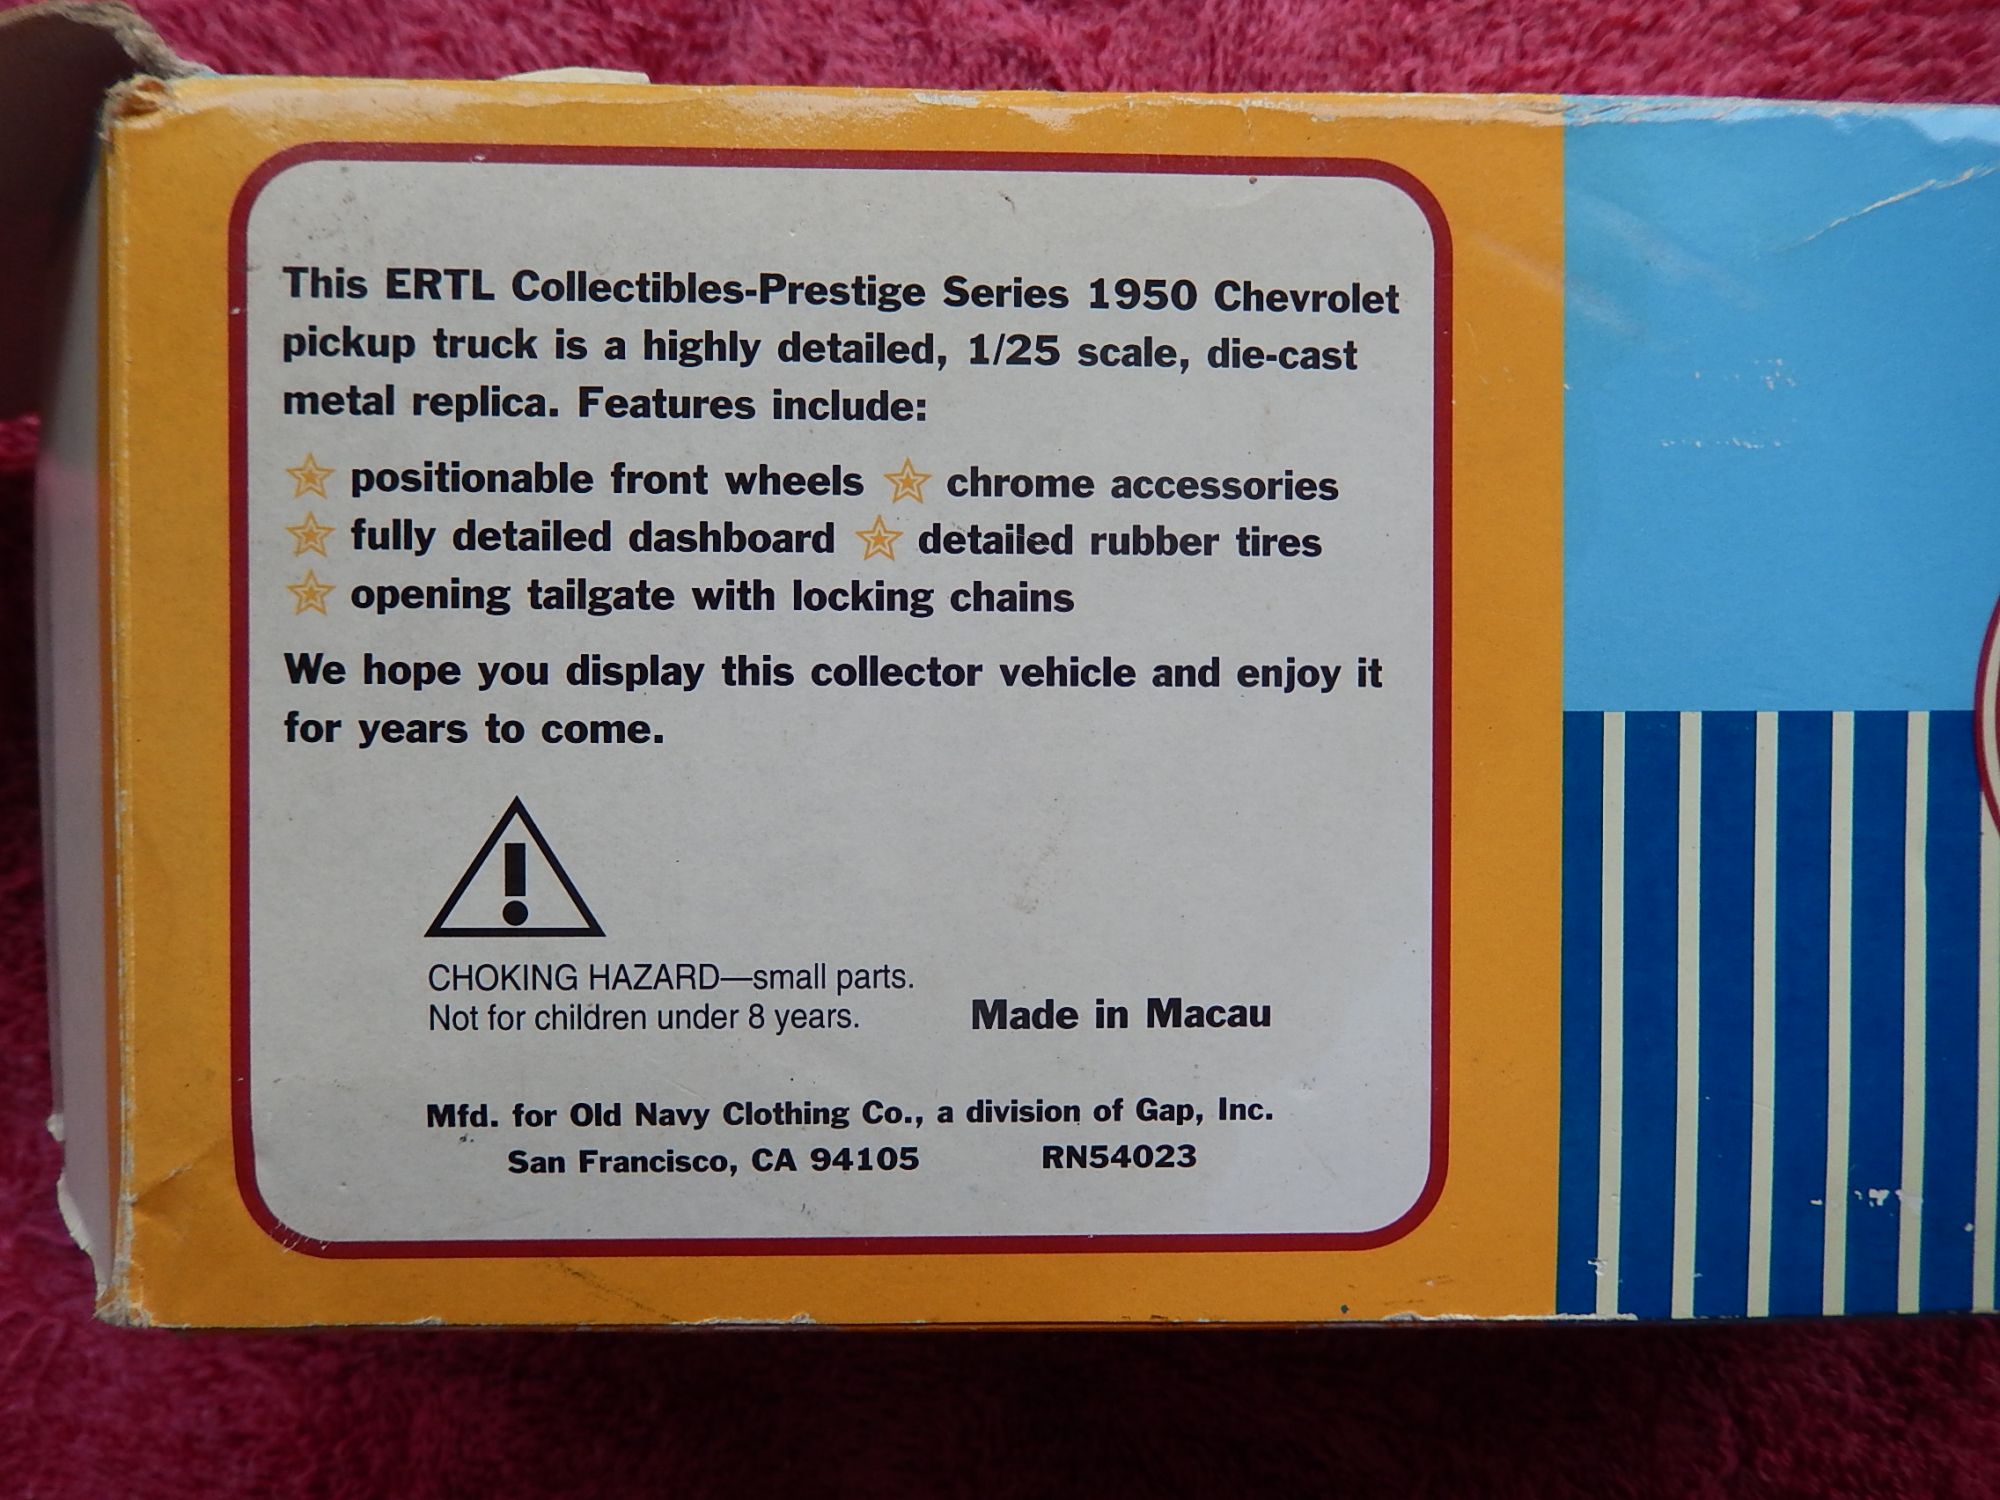 This ERTL Collectibles-Prestige Series 1950 Chevrolet
pickup truck is a highly detailed, 1/25 scale, die-cast
metal replica. Features include:
positionable front wheels chrome accessories
fully detailed dashboard detailed rubber tires
opening tailgate with locking chains
We hope you display this collector vehicle and enjoy it
for years to come.
CHOKING HAZARD—small parts.
Not for children under 8 years. Made in Macau
Mfd. for Old Navy Clothing Co., a division of Gap, Inc.
San Francisco, CA 94105 RN54023